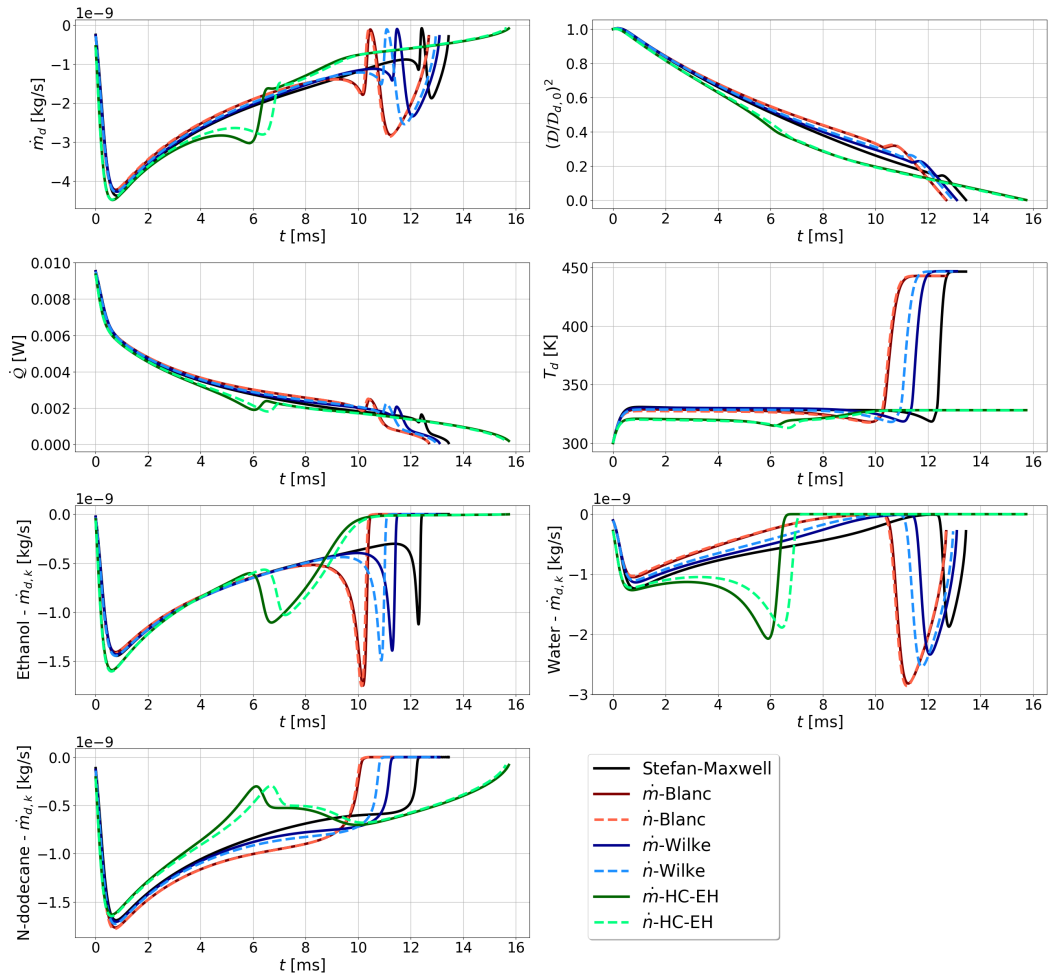 1e−9
0
−1
−2
−3
−4
ṁ_d [kg/s]
0 2 4 6 8 10 12 14 16
t [ms]
1.0
0.8
0.6
0.4
0.2
0.0
(𝒟/𝒟_{d,0})²
0 2 4 6 8 10 12 14 16
t [ms]
0.010
0.008
0.006
0.004
0.002
0.000
𝒬̇ [W]
0 2 4 6 8 10 12 14 16
t [ms]
450
400
350
300
T_d [K]
0 2 4 6 8 10 12 14 16
t [ms]
1e−9
0.0
−0.5
−1.0
−1.5
Ethanol - ṁ_{d,k} [kg/s]
0 2 4 6 8 10 12 14 16
t [ms]
1e−9
0
−1
−2
−3
Water - ṁ_{d,k} [kg/s]
0 2 4 6 8 10 12 14 16
t [ms]
1e−9
0.0
−0.5
−1.0
−1.5
N-dodecane - ṁ_{d,k} [kg/s]
0 2 4 6 8 10 12 14 16
t [ms]
Stefan-Maxwell
ṁ-Blanc
ṅ-Blanc
ṁ-Wilke
ṅ-Wilke
ṁ-HC-EH
ṅ-HC-EH